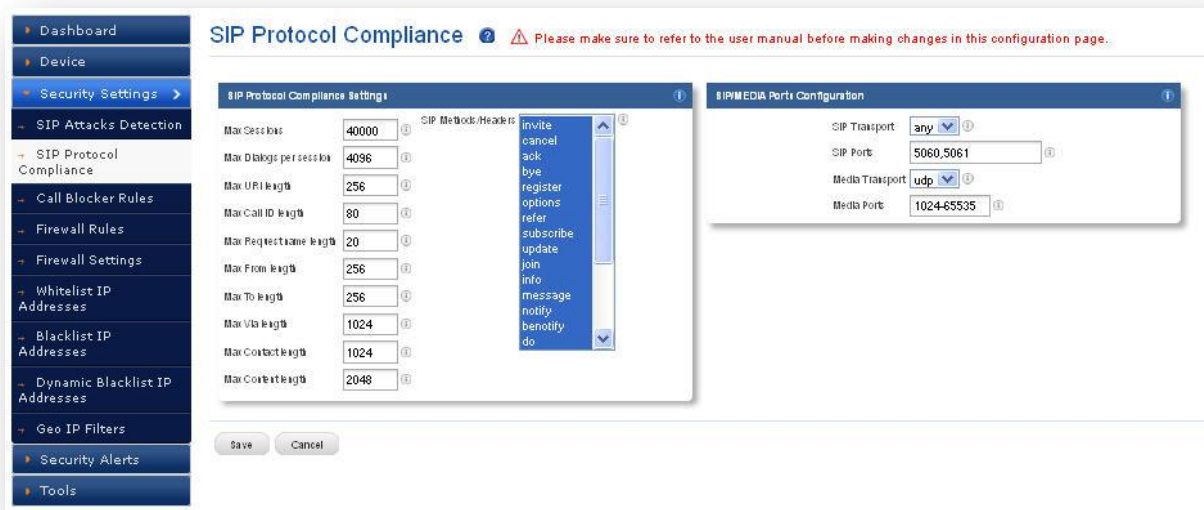 Dashboard
Device
Security Settings
SIP Attacks Detection
SIP Protocol
Compliance
Call Blocker Rules
Firewall Rules
Firewall Settings
Whitelist IP
Addresses
Blacklist IP
Addresses
Dynamic Blacklist IP
Addresses
Geo IP Filters
Security Alerts
Tools
SIP Protocol Compliance ? Please make sure to refer to the user manual before making changes in this configuration page.
SIP Protocol Compliance Settings
Max Sessions 40000
Max Dialogs per session 4096
Max URI length 256
Max Call ID length 80
Max Request name length 20
Max From length 256
Max To length 256
Max Via length 1024
Max Contact length 1024
Max Content length 2048
SIP Methods/Headers
invite
cancel
ack
bye
register
options
refer
subscribe
update
join
info
message
notify
benotify
do
SIP/MEDIA Ports Configuration
SIP Transport any
SIP Ports 5060,5061
Media Transport udp
Media Ports 1024-65535
Save Cancel